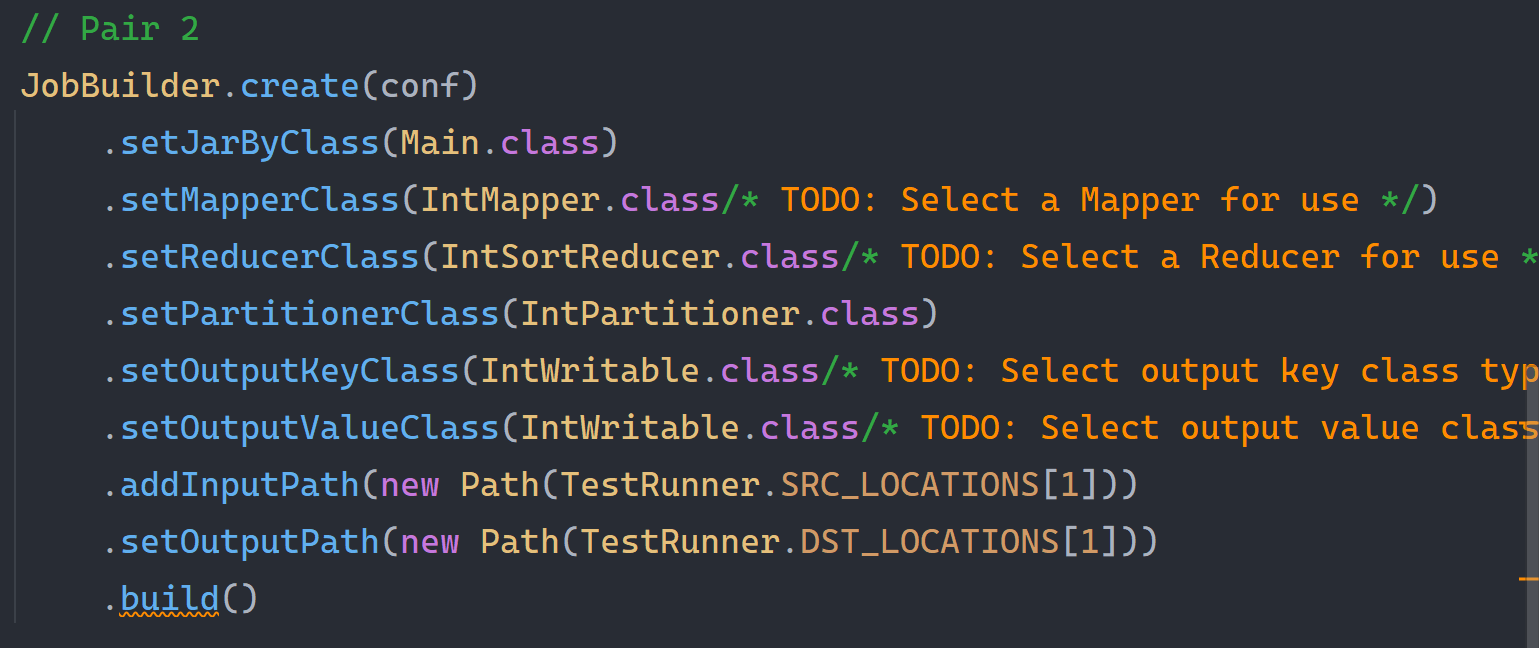 // Pair 2
JobBuilder.create(conf)
.setJarByClass(Main.class)
.setMapperClass(IntMapper.class/* TODO: Select a Mapper for use */)
.setReducerClass(IntSortReducer.class/* TODO: Select a Reducer for use *
.setPartitionerClass(IntPartitioner.class)
.setOutputKeyClass(IntWritable.class/* TODO: Select output key class typ
.setOutputValueClass(IntWritable.class/* TODO: Select output value class
.addInputPath(new Path(TestRunner.SRC_LOCATIONS[1]))
.setOutputPath(new Path(TestRunner.DST_LOCATIONS[1]))
.build()